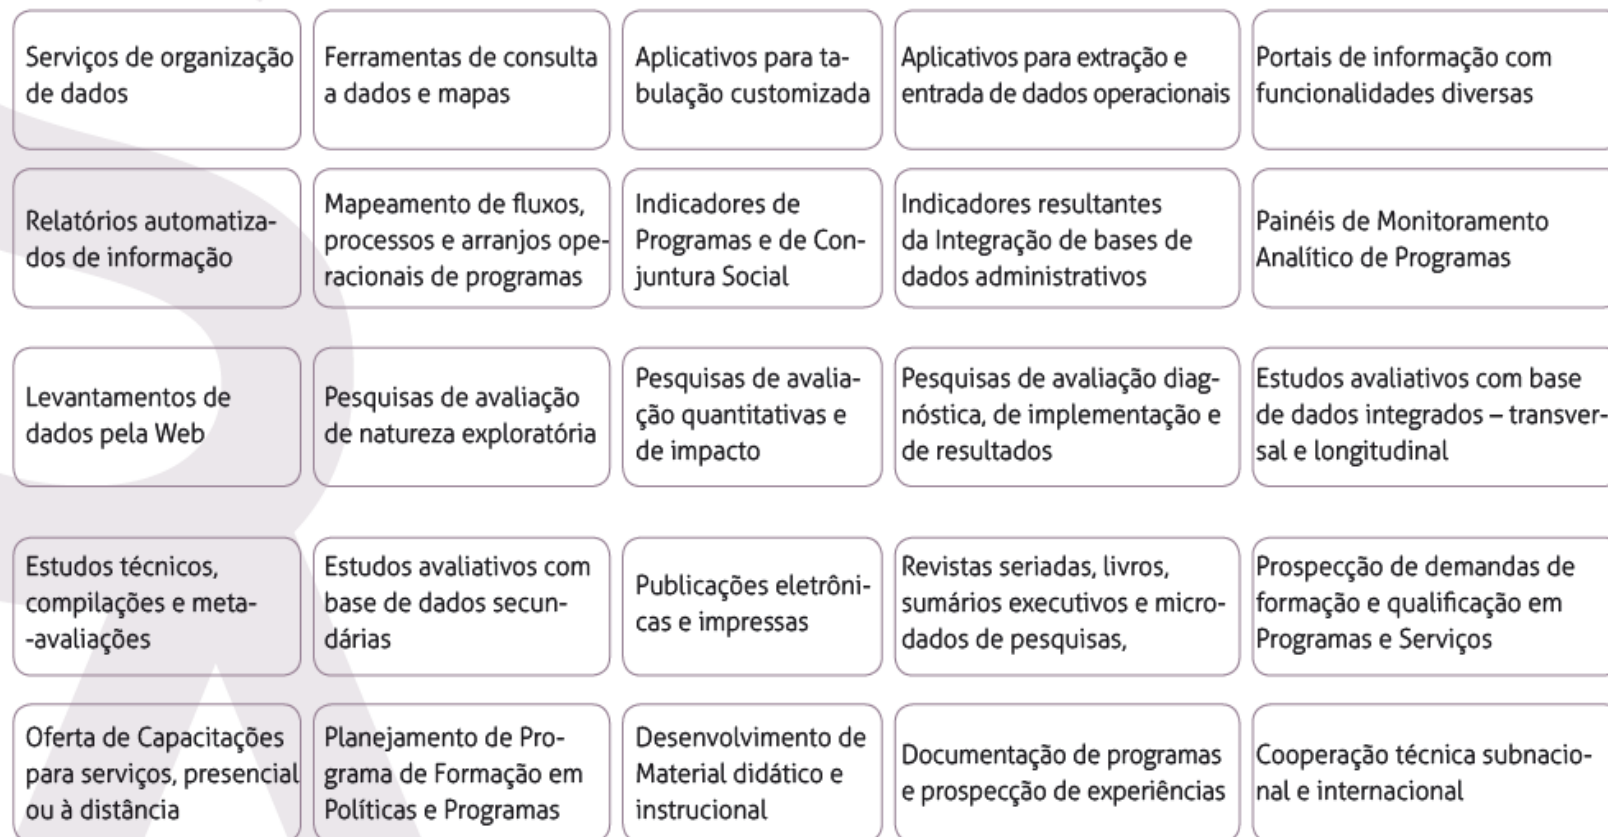 Serviços de organização
de dados
Ferramentas de consulta
a dados e mapas
Aplicativos para ta-
bulação customizada
Aplicativos para extração e
entrada de dados operacionais
Portais de informação com
funcionalidades diversas
Relatórios automatiza-
dos de informação
Mapeamento de fluxos,
processos e arranjos ope-
racionais de programas
Indicadores de
Programas e de Con-
juntura Social
Indicadores resultantes
da Integração de bases de
dados administrativos
Painéis de Monitoramento
Analítico de Programas
Levantamentos de
dados pela Web
Pesquisas de avaliação
de natureza exploratória
Pesquisas de avalia-
ção quantitativas e
de impacto
Pesquisas de avaliação diag-
nóstica, de implementação e
de resultados
Estudos avaliativos com base
de dados integrados – transver-
sal e longitudinal
Estudos técnicos,
compilações e meta-
-avaliações
Estudos avaliativos com
base de dados secun-
dárias
Publicações eletrôni-
cas e impressas
Revistas seriadas, livros,
sumários executivos e micro-
dados de pesquisas,
Prospecção de demandas de
formação e qualificação em
Programas e Serviços
Oferta de Capacitações
para serviços, presencial
ou à distância
Planejamento de Pro-
grama de Formação em
Políticas e Programas
Desenvolvimento de
Material didático e
instrucional
Documentação de programas
e prospecção de experiências
Cooperação técnica subnacio-
nal e internacional